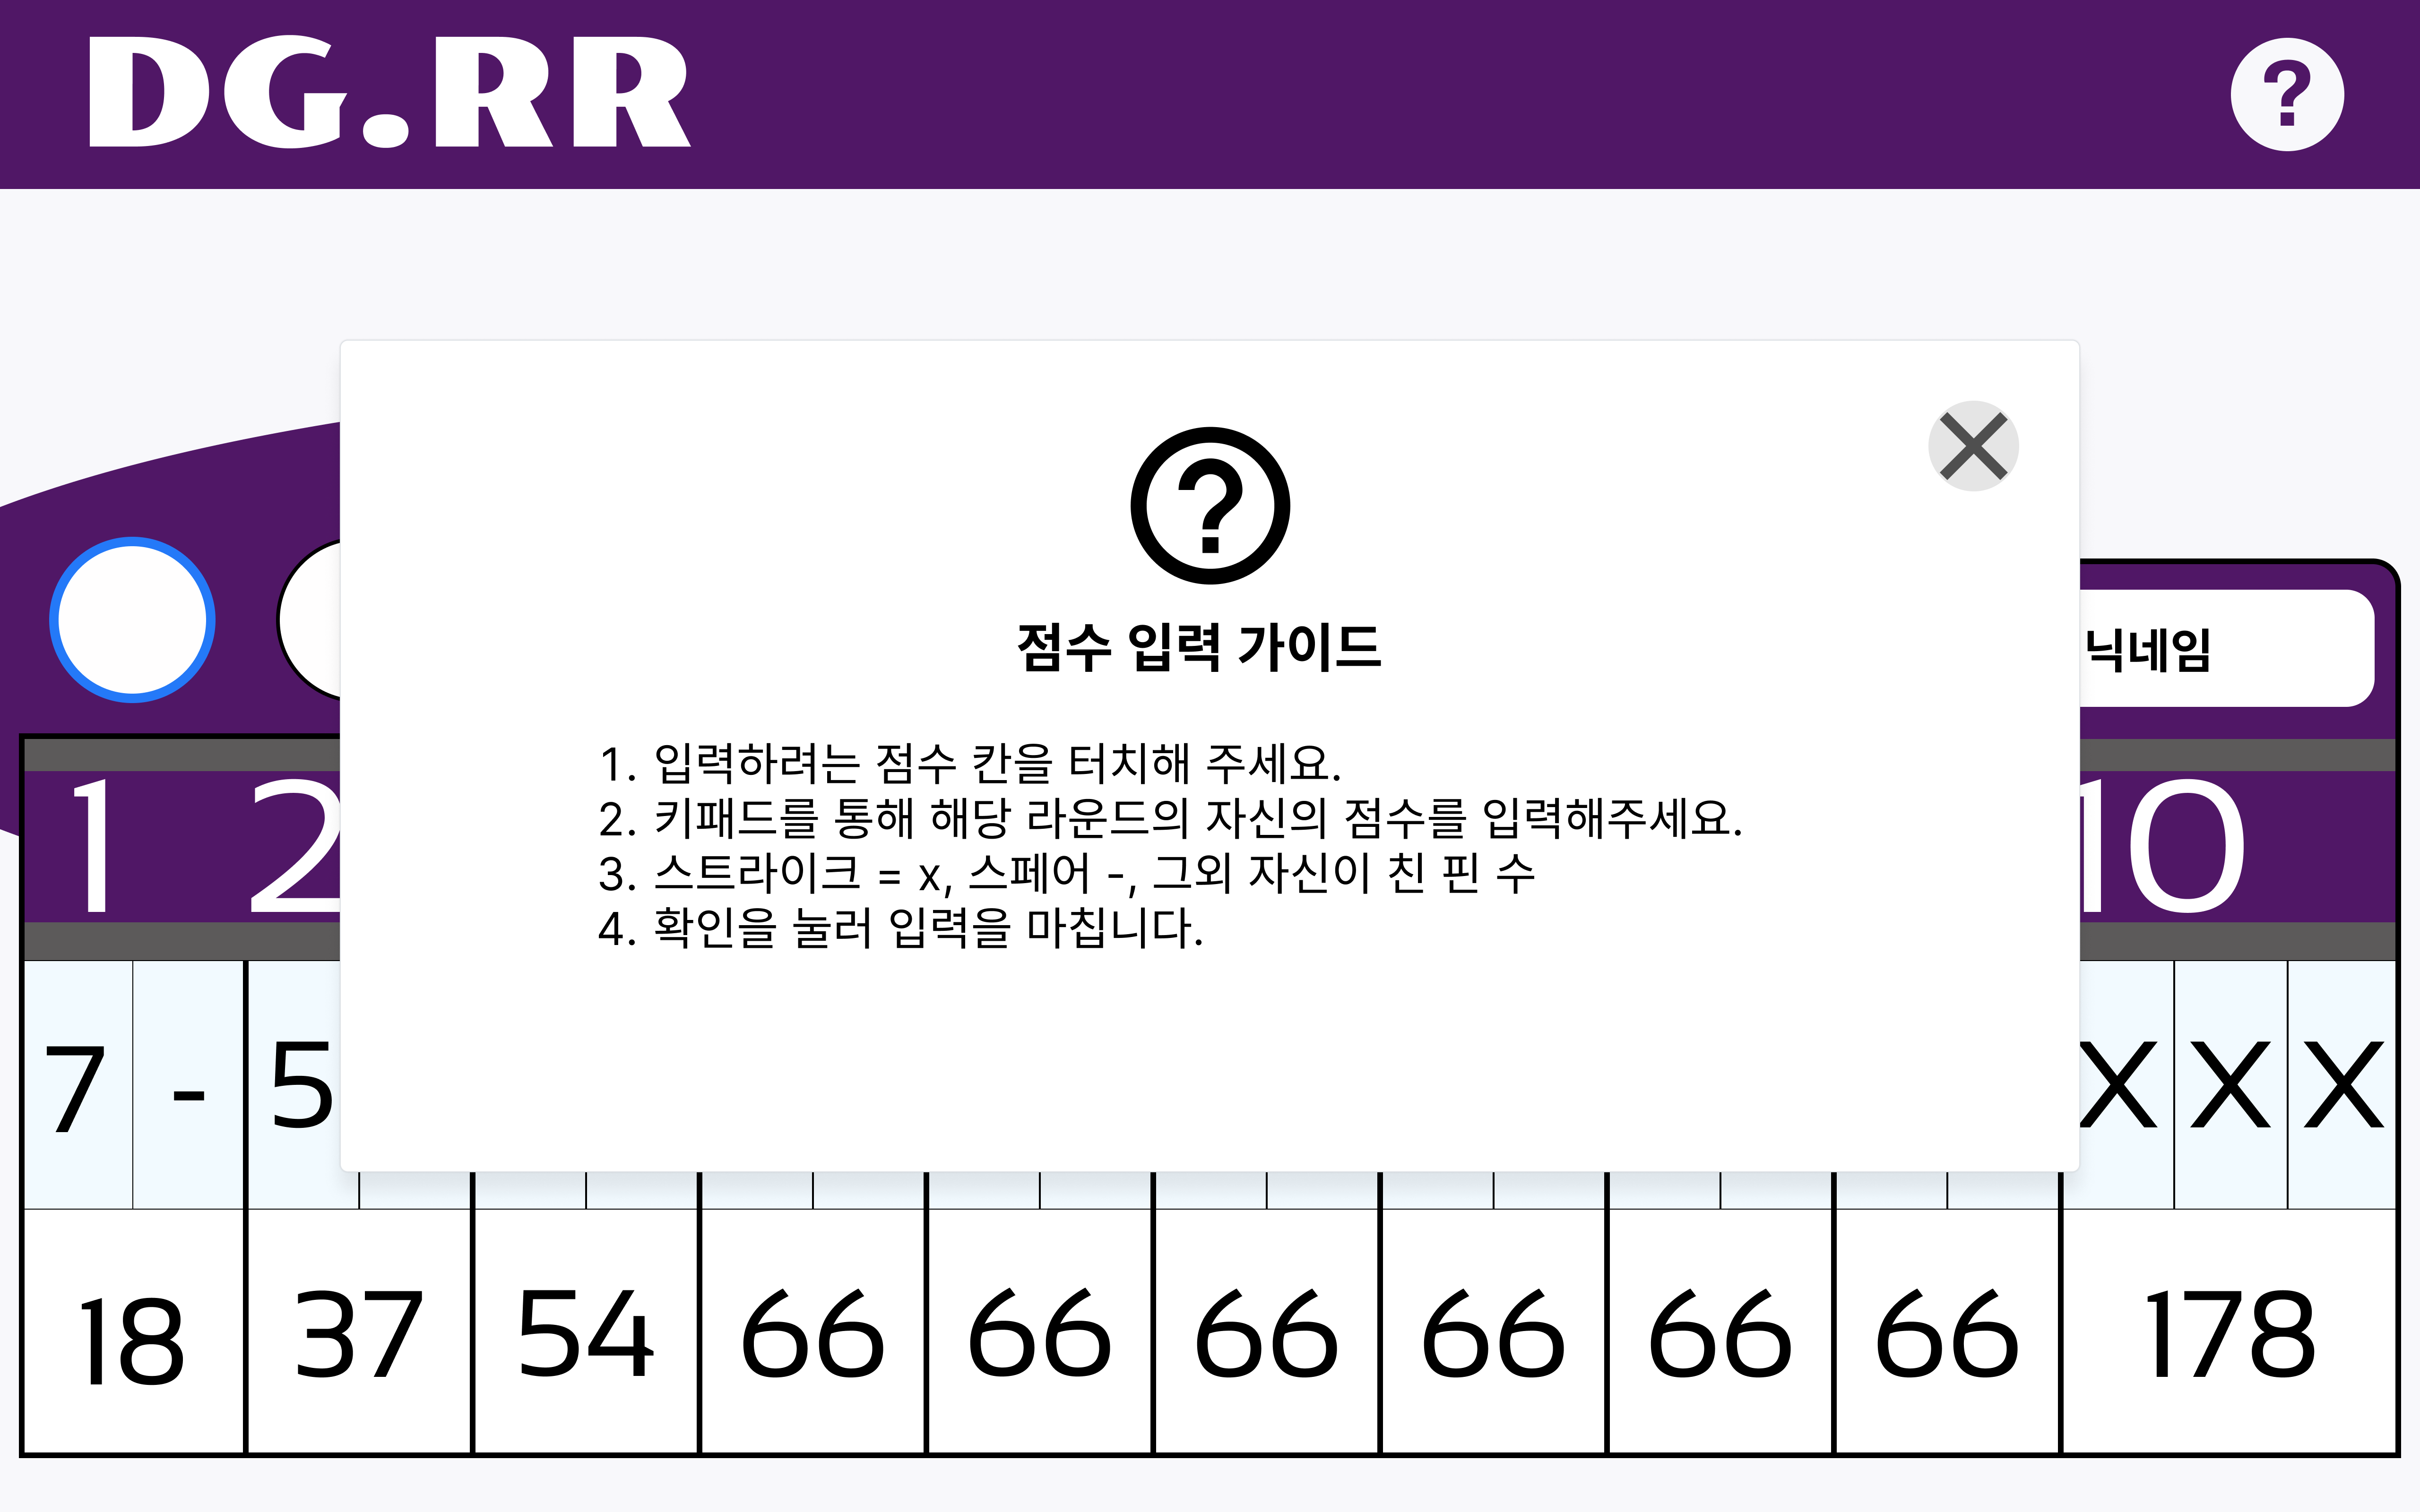 DG.RR
?
?
점수 입력 가이드
닉네임
1. 입력하려는 점수 칸을 터치해 주세요.
2. 키패드를 통해 해당 라운드의 자신의 점수를 입력해주세요.
3. 스트라이크 = x, 스페어 -, 그외 자신이 친 핀 수
4. 확인을 눌러 입력을 마칩니다.
1 2 10
7 - 5 X X X
18 37 54 66 66 66 66 66 66 178